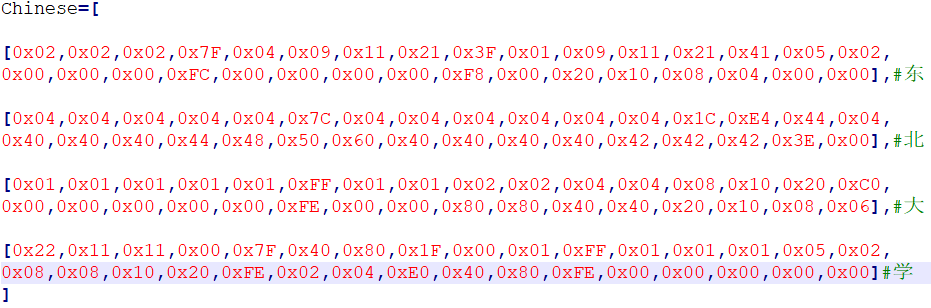 Chinese=[
[0x02,0x02,0x02,0x7F,0x04,0x09,0x11,0x21,0x3F,0x01,0x09,0x11,0x21,0x41,0x05,0x02,
0x00,0x00,0x00,0xFC,0x00,0x00,0x00,0x00,0xF8,0x00,0x20,0x10,0x08,0x04,0x00,0x00],#东
[0x04,0x04,0x04,0x04,0x04,0x7C,0x04,0x04,0x04,0x04,0x04,0x04,0x1C,0xE4,0x44,0x04,
0x40,0x40,0x40,0x44,0x48,0x50,0x60,0x40,0x40,0x40,0x40,0x42,0x42,0x42,0x3E,0x00],#北
[0x01,0x01,0x01,0x01,0x01,0xFF,0x01,0x01,0x02,0x02,0x04,0x04,0x08,0x10,0x20,0xC0,
0x00,0x00,0x00,0x00,0x00,0xFE,0x00,0x00,0x80,0x80,0x40,0x40,0x20,0x10,0x08,0x06],#大
[0x22,0x11,0x11,0x00,0x7F,0x40,0x80,0x1F,0x00,0x01,0xFF,0x01,0x01,0x01,0x05,0x02,
0x08,0x08,0x10,0x20,0xFE,0x02,0x04,0xE0,0x40,0x80,0xFE,0x00,0x00,0x00,0x00,0x00]#学
]